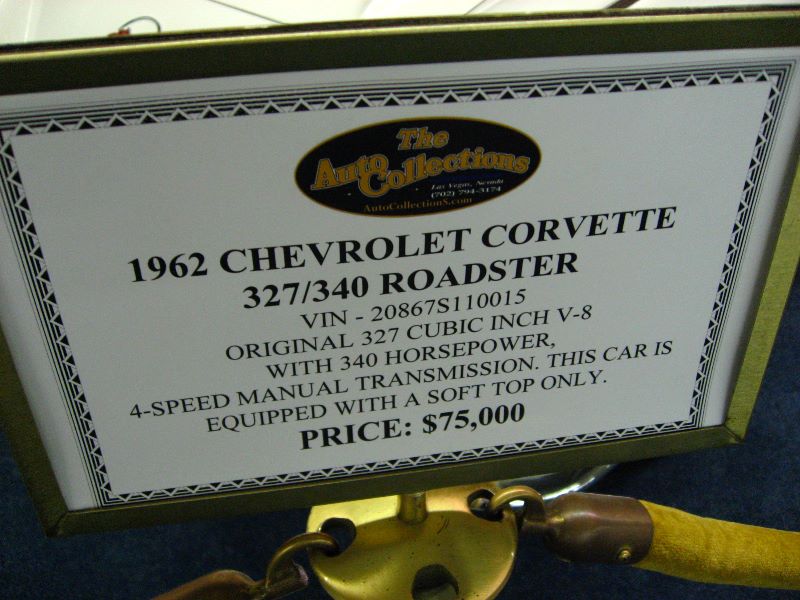 The
Auto Collections
Las Vegas, Nevada
(702) 794-3174
AutoCollectionS.com
1962 CHEVROLET CORVETTE
327/340 ROADSTER
VIN - 20867S110015
ORIGINAL 327 CUBIC INCH V-8
WITH 340 HORSEPOWER,
4-SPEED MANUAL TRANSMISSION. THIS CAR IS
EQUIPPED WITH A SOFT TOP ONLY.
PRICE: $75,000